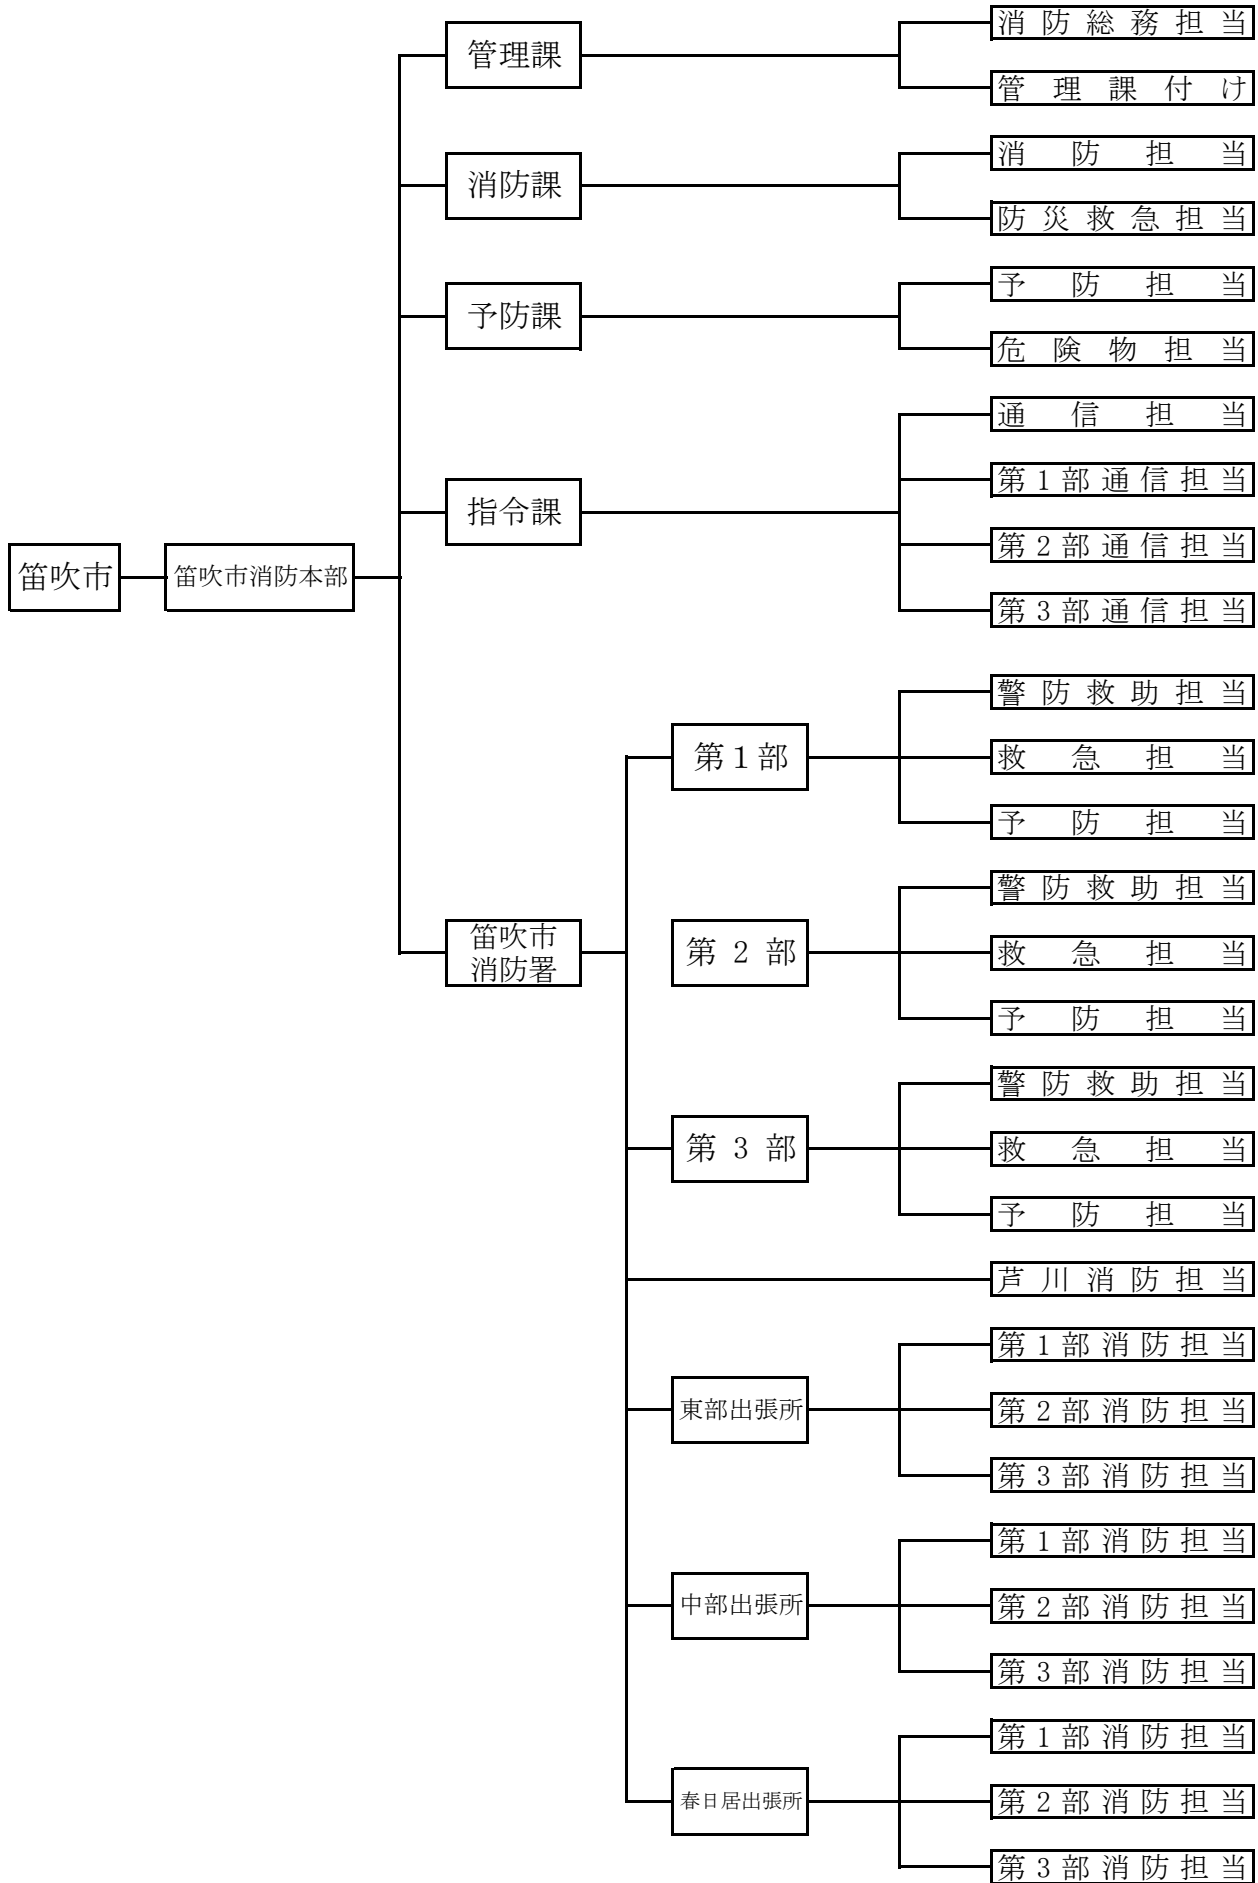 笛吹市
笛吹市消防本部
管理課
消防総務担当
管理課付け
消防課
消防担当
防災救急担当
予防課
予防担当
危険物担当
指令課
通信担当
第1部通信担当
第2部通信担当
第3部通信担当
笛吹市
消防署
第1部
警防救助担当
救急担当
予防担当
第2部
警防救助担当
救急担当
予防担当
第3部
警防救助担当
救急担当
予防担当
芦川消防担当
東部出張所
第1部消防担当
第2部消防担当
第3部消防担当
中部出張所
第1部消防担当
第2部消防担当
第3部消防担当
春日居出張所
第1部消防担当
第2部消防担当
第3部消防担当